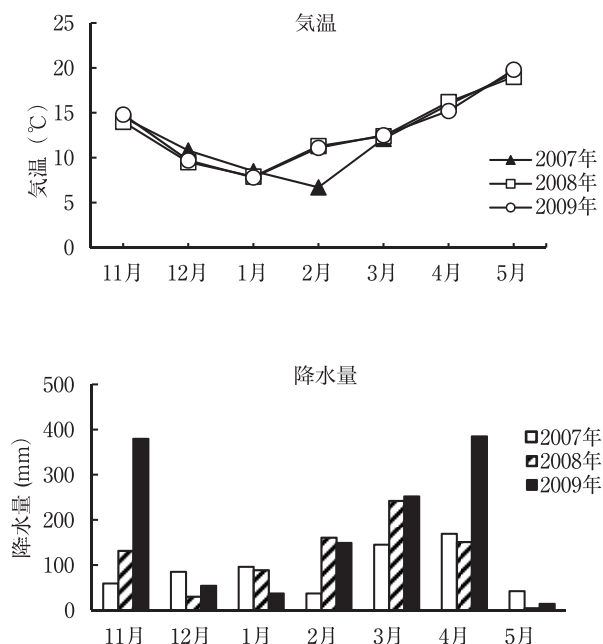 気温
25
20
15
10
5
0
気温（℃）
11月 12月 1月 2月 3月 4月 5月
2007年
2008年
2009年
降水量
500
400
300
200
100
0
降水量 (mm)
11月 12月 1月 2月 3月 4月 5月
2007年
2008年
2009年